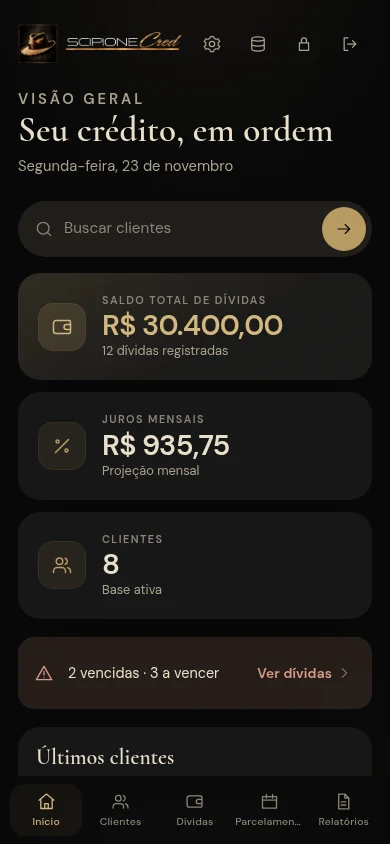 SCIPIONE Cred
VISÃO GERAL
Seu crédito, em ordem
Segunda-feira, 23 de novembro
Buscar clientes
SALDO TOTAL DE DÍVIDAS
R$ 30.400,00
12 dívidas registradas
JUROS MENSAIS
R$ 935,75
Projeção mensal
CLIENTES
8
Base ativa
2 vencidas · 3 a vencer
Ver dívidas
Últimos clientes
Início
Clientes
Dívidas
Parcelamen...
Relatórios